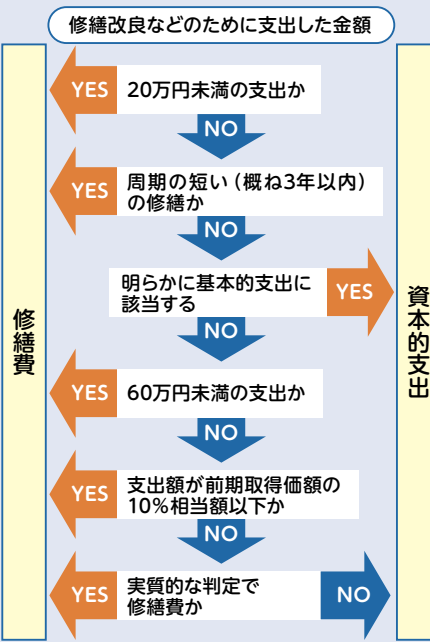 修繕改良などのために支出した金額
YES 20万円未満の支出か
NO
YES 周期の短い（概ね3年以内）
の修繕か
NO
明らかに基本的支出に
該当する YES
NO
修繕費
資本的支出
YES 60万円未満の支出か
NO
YES 支出額が前期取得価額の
10%相当額以下か
NO
YES 実質的な判定で
修繕費か NO